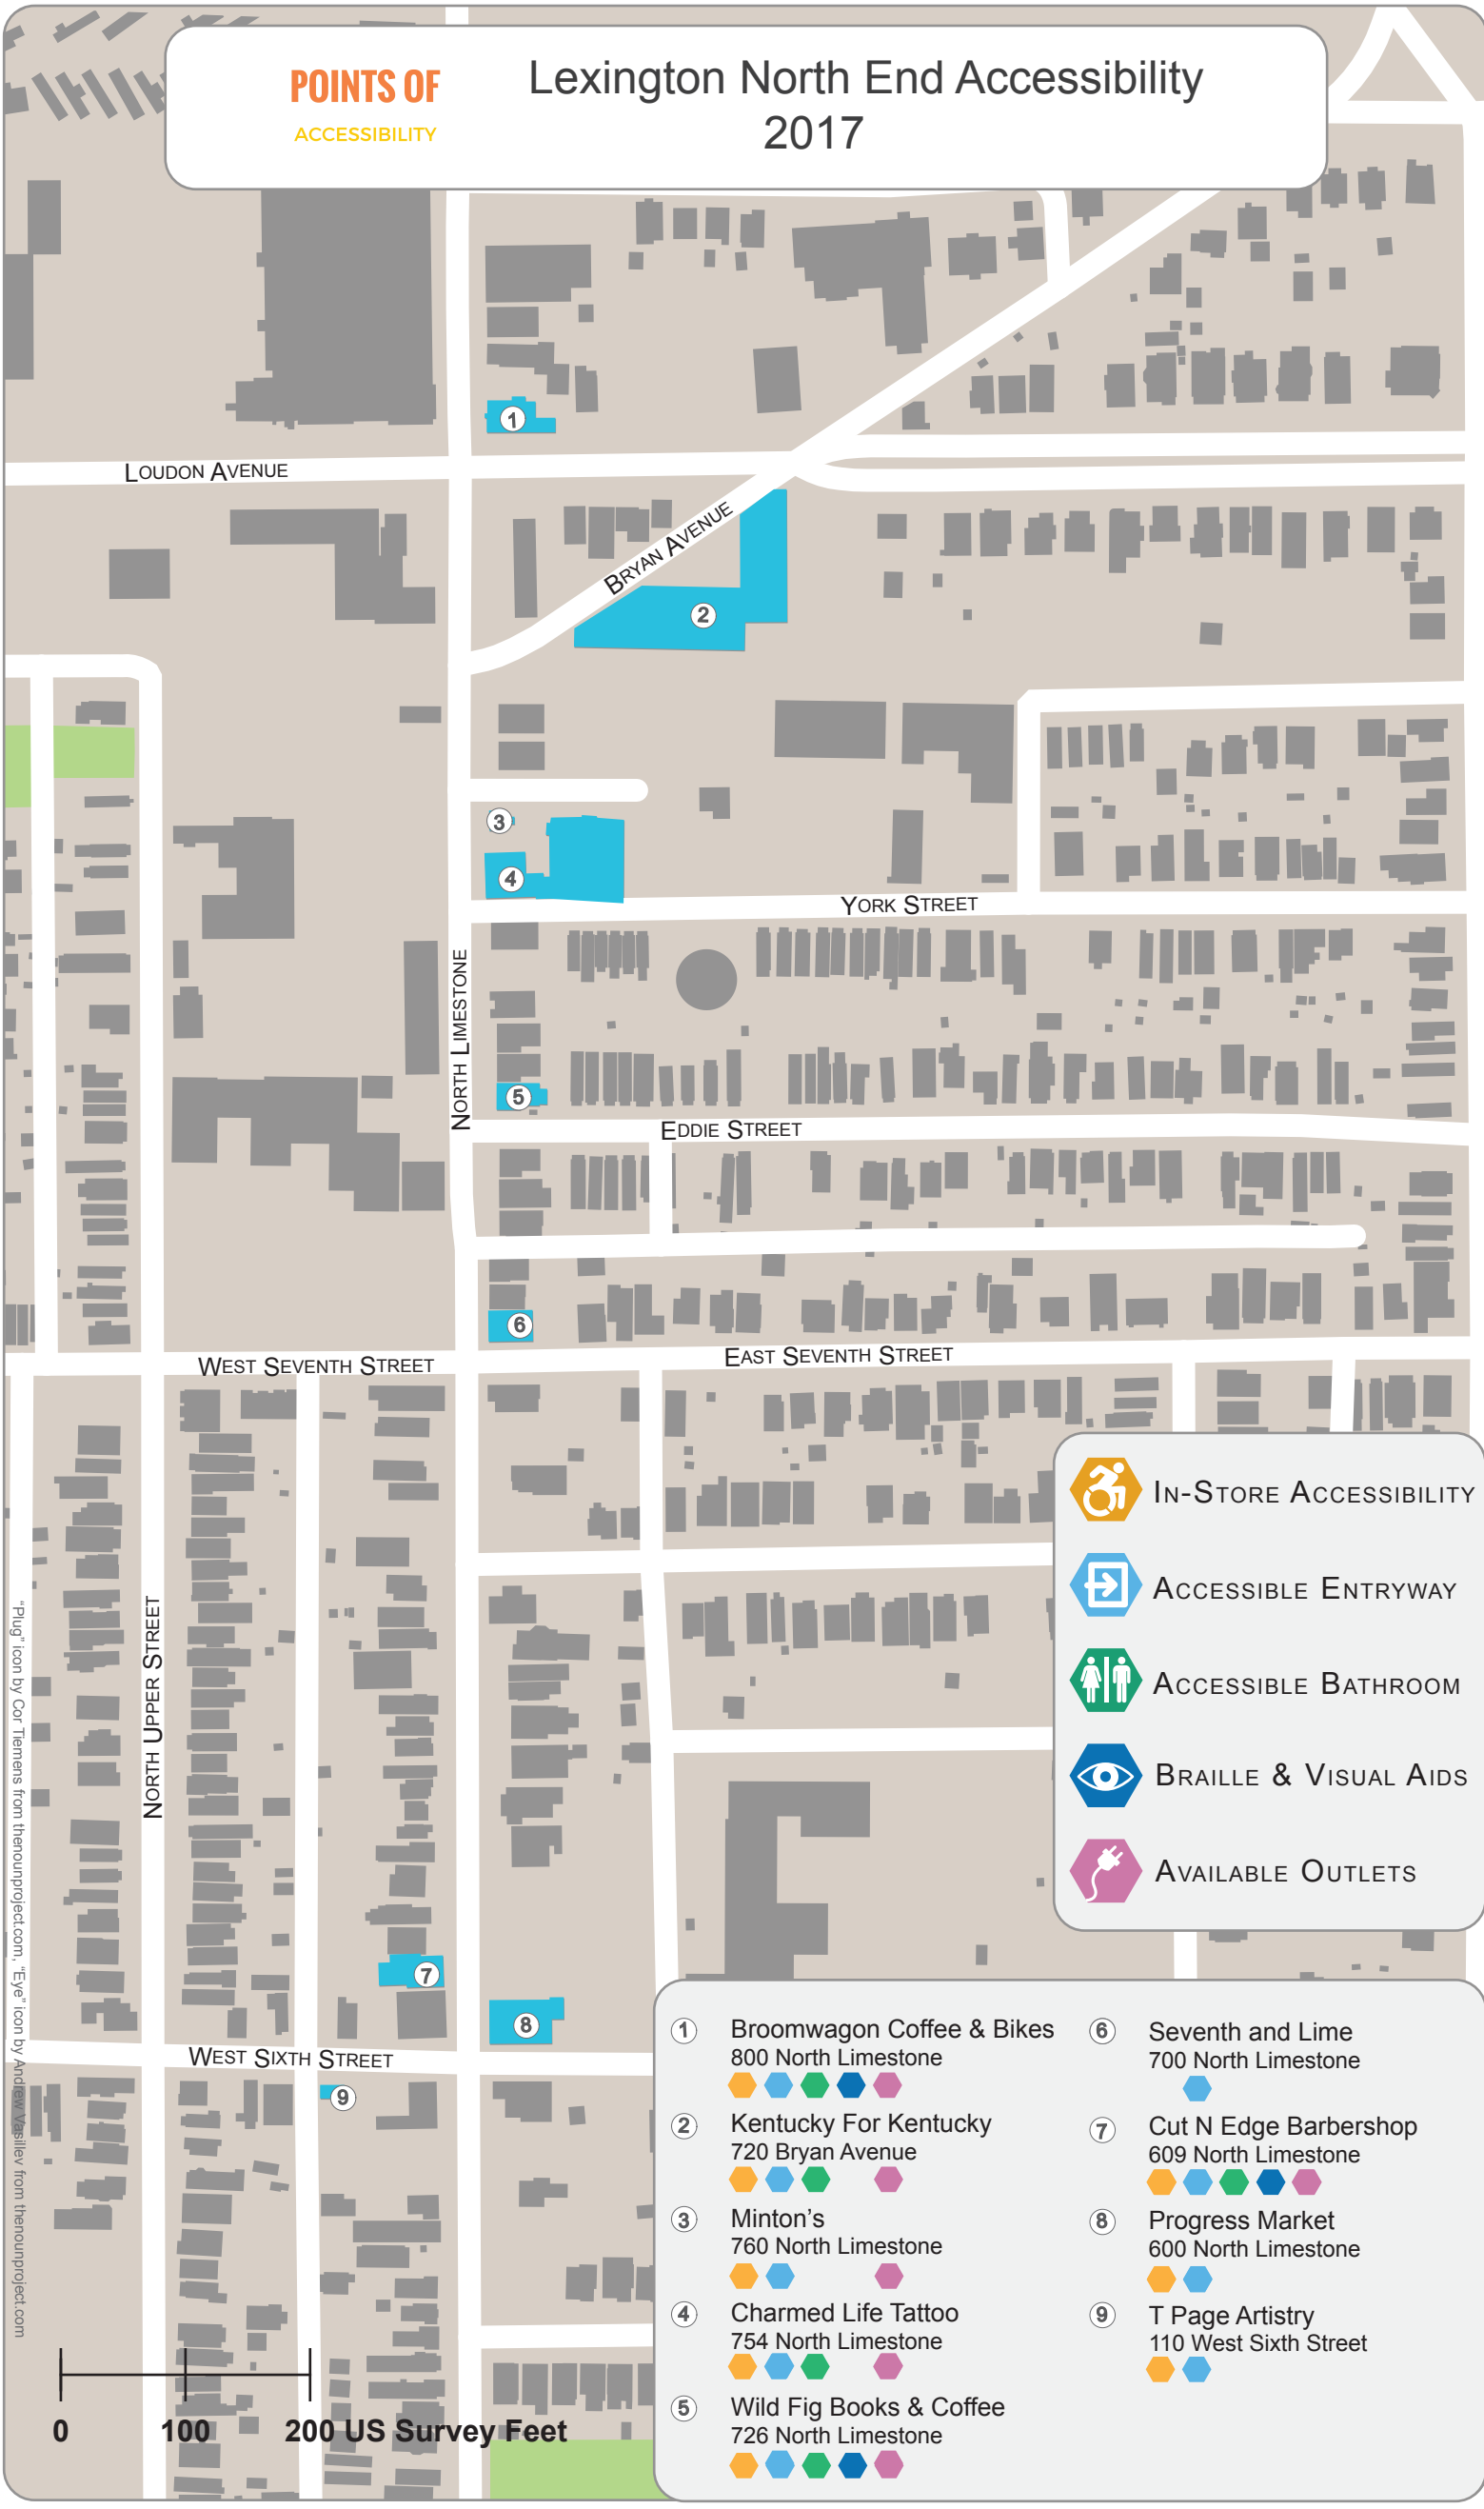 POINTS OF
ACCESSIBILITY
Lexington North End Accessibility
2017
1
LOUDON AVENUE
BRYAN AVENUE
2
3
4
YORK STREET
NORTH LIMESTONE
5
EDDIE STREET
6
WEST SEVENTH STREET
EAST SEVENTH STREET
NORTH UPPER STREET
7
8
WEST SIXTH STREET
9
IN-STORE ACCESSIBILITY
ACCESSIBLE ENTRYWAY
ACCESSIBLE BATHROOM
BRAILLE & VISUAL AIDS
AVAILABLE OUTLETS
1 Broomwagon Coffee & Bikes
800 North Limestone
2 Kentucky For Kentucky
720 Bryan Avenue
3 Minton’s
760 North Limestone
4 Charmed Life Tattoo
754 North Limestone
5 Wild Fig Books & Coffee
726 North Limestone
6 Seventh and Lime
700 North Limestone
7 Cut N Edge Barbershop
609 North Limestone
8 Progress Market
600 North Limestone
9 T Page Artistry
110 West Sixth Street
0 100 200 US Survey Feet
“Plug” icon by Cor Tiemens from thenounproject.com, “Eye” icon by Andrew Vasiliev from thenounproject.com